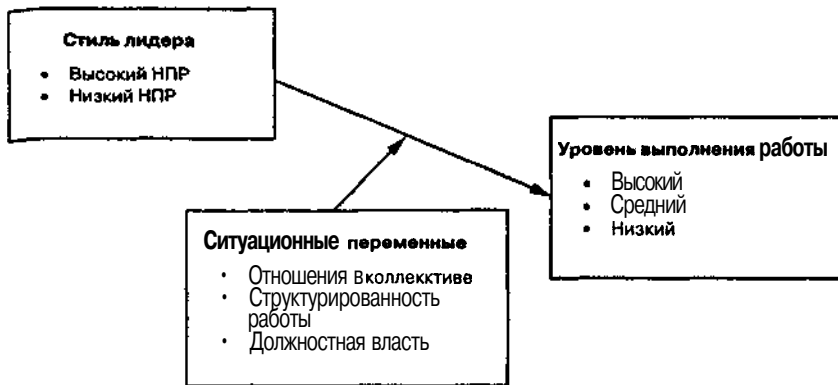 Стиль лидера
• Высокий НПР
• Низкий НПР
Уровень выполнения работы
• Высокий
• Средний
• Низкий
Ситуационные переменные
• Отношения в коллекктиве
• Структурированность
работы
• Должностная власть